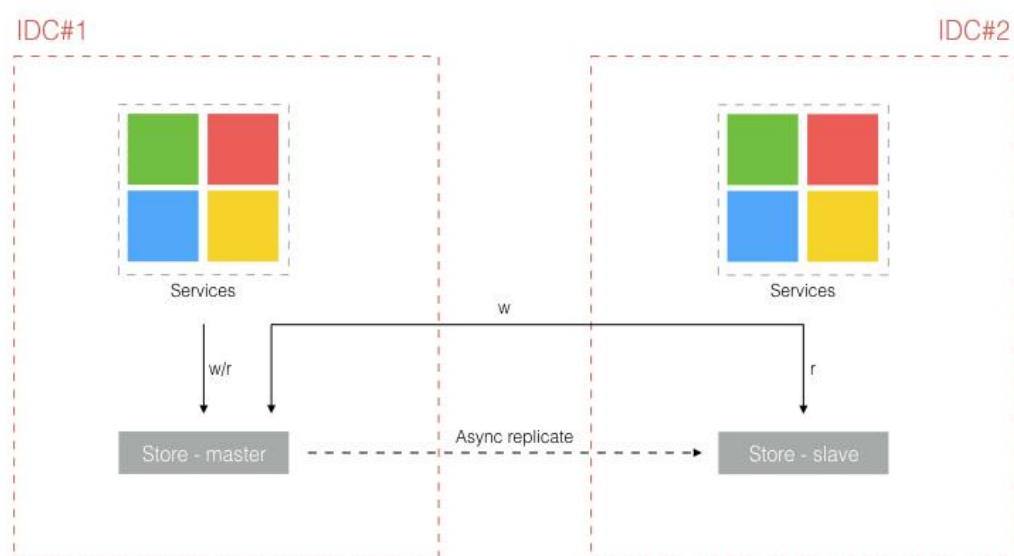 IDC#1
IDC#2
Services
Services
w
w/r
r
Async replicate
Store - master
Store - slave